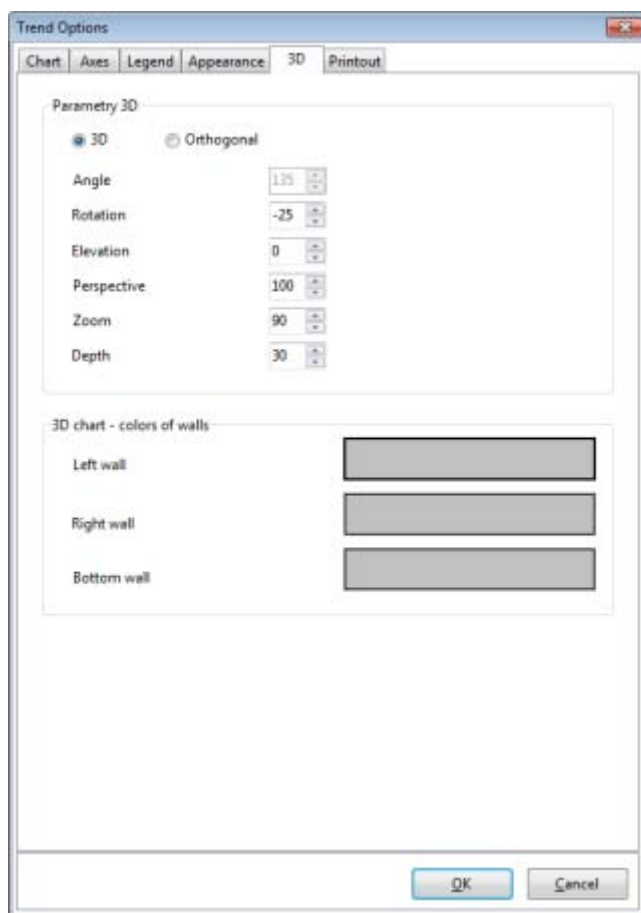 Trend Options
Chart Axes Legend Appearance 3D Printout
Parametry 3D
3D Orthogonal
Angle 135
Rotation -25
Elevation 0
Perspective 100
Zoom 90
Depth 30
3D chart - colors of walls
Left wall
Right wall
Bottom wall
OK Cancel